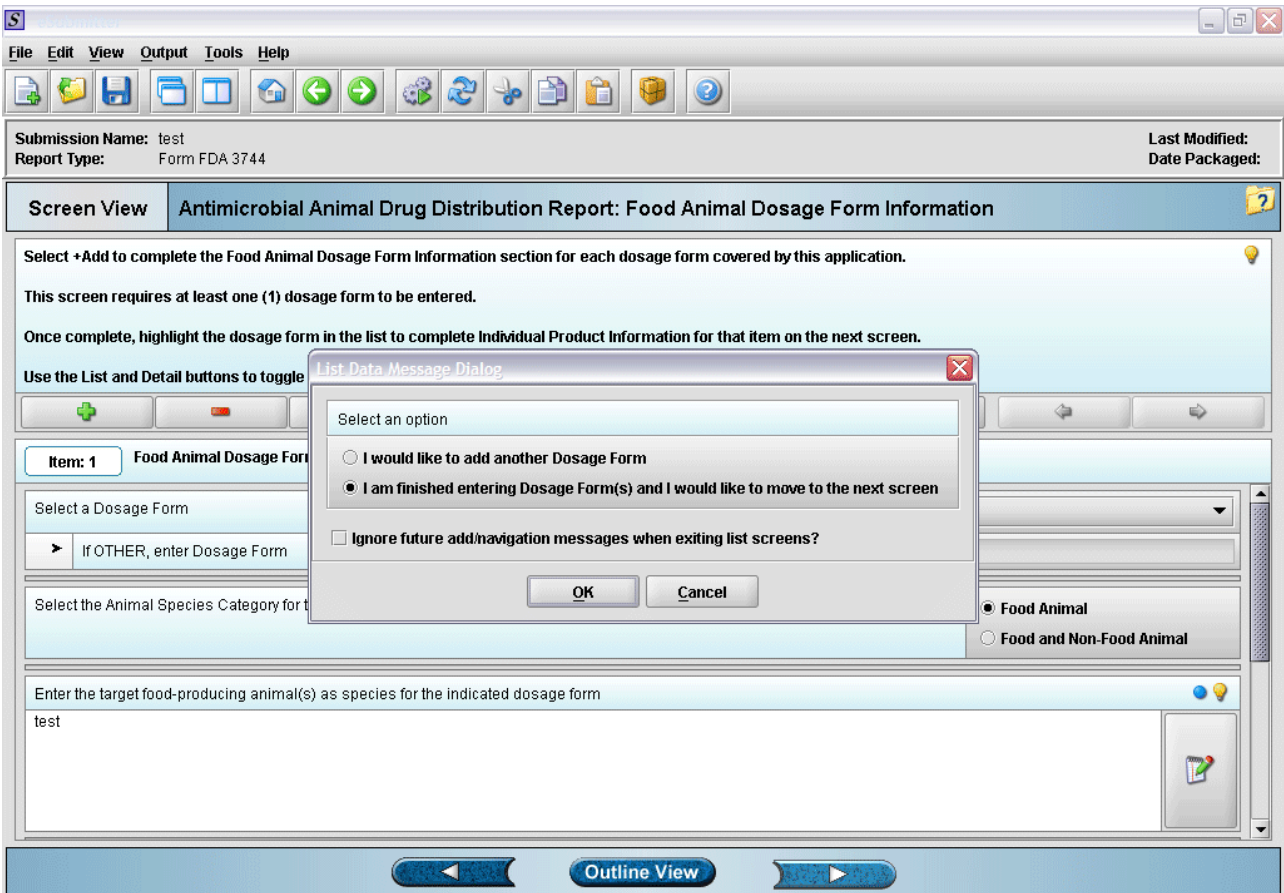 S
File Edit View Output Tools Help
Submission Name: test
Last Modified:
Report Type: Form FDA 3744
Date Packaged:
Screen View
Antimicrobial Animal Drug Distribution Report: Food Animal Dosage Form Information
Select +Add to complete the Food Animal Dosage Form Information section for each dosage form covered by this application.
This screen requires at least one (1) dosage form to be entered.
Once complete, highlight the dosage form in the list to complete Individual Product Information for that item on the next screen.
Use the List and Detail buttons to toggle
List Data Message Dialog
Select an option
I would like to add another Dosage Form
I am finished entering Dosage Form(s) and I would like to move to the next screen
Ignore future add/navigation messages when exiting list screens?
OK
Cancel
Item: 1
Food Animal Dosage
Select a Dosage Form
If OTHER, enter Dosage Form
Select the Animal Species Category for
Food Animal
Food and Non-Food Animal
Enter the target food-producing animal(s) as species for the indicated dosage form
test
Outline View